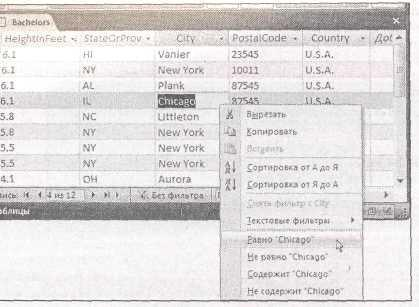 Bachelors
HeightInFeet StateOrProv City PostalCode Country Доб
6.1 HI Vanier 23545 U.S.A.
6.1 NY New York 10011 U.S.A.
6.1 AL Plank 87545 U.S.A.
6.1 IL Chicago 87545 U.S.A.
5.8 NC Littleton
5.8 NY New York
5.5 NY New York
5.5 NY New York
4.1 OH Aurora
пись: 4 из 12 Без фильтра
блицы
Вырезать
Копировать
Вставить
Сортировка от А до Я
Сортировка от Я до А
Снять фильтр с City
Текстовые фильтры
Равно "Chicago"
Не равно "Chicago"
Содержит "Chicago"
Не содержит "Chicago"